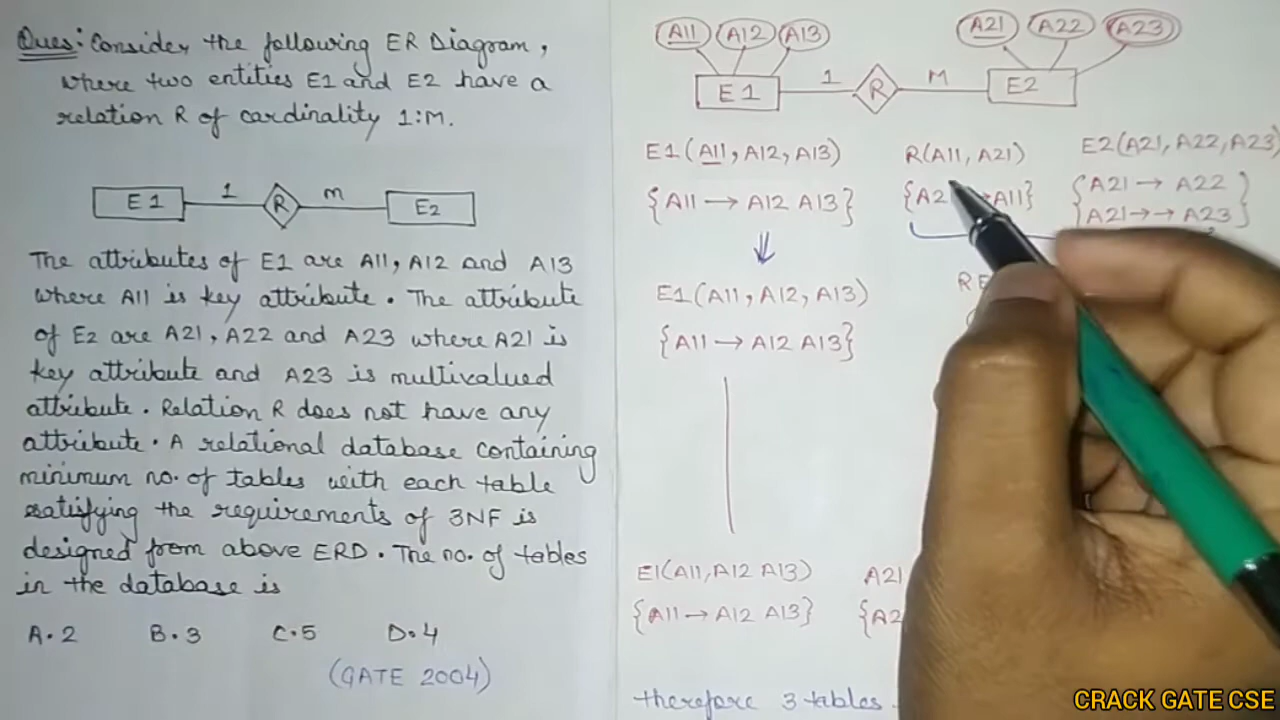 Ques: Consider the following ER Diagram,
where two entities E1 and E2 have a
relation R of cardinality 1:M.
E1 1 R M E2
The attributes of E1 are A11, A12 and A13
where A11 is key attribute. The attribute
of E2 are A21, A22 and A23 where A21 is
key attribute and A23 is multivalued
attribute. Relation R does not have any
attribute. A relational database containing
minimum no. of tables with each table
satisfying the requirements of 3NF is
designed from above ERD. The no. of tables
in the database is
A. 2 B. 3 C. 5 D. 4
(GATE 2004)
A11 A12 A13 A21 A22 A23
E1 1 R M E2
E1(A11, A12, A13) R(A11, A21) E2(A21, A22, A23)
{A11 → A12 A13} {A2 →A11} {A21 → A22
A21→→ A23}
E1(A11, A12, A13) RE
{A11 → A12 A13}
E1(A11, A12 A13) A21
{A11 → A12 A13} {A2
therefore 3 tables.
CRACK GATE CSE